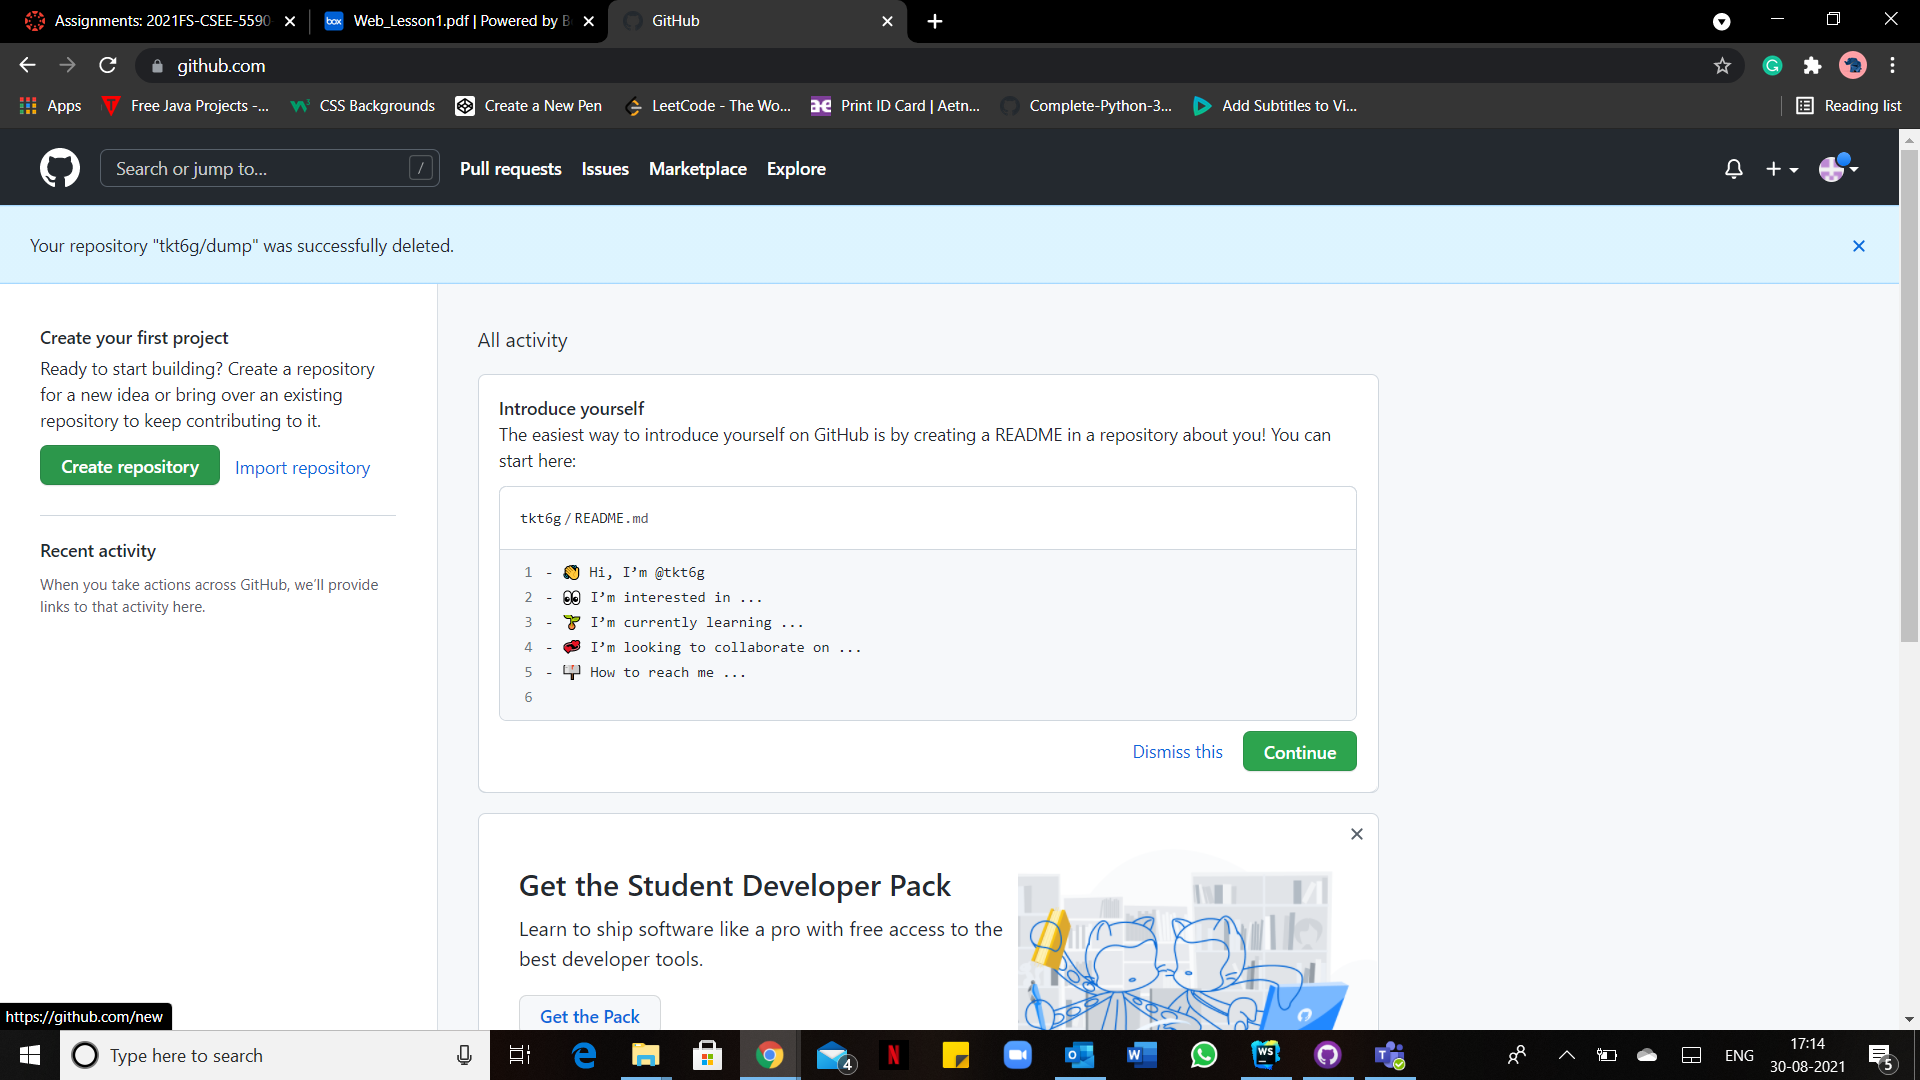 Assignments: 2021FS-CSEE-5590
Web_Lesson1.pdf | Powered by B
GitHub
github.com
Apps
Free Java Projects -...
CSS Backgrounds
Create a New Pen
LeetCode - The Wo...
Print ID Card | Aetn...
Complete-Python-3...
Add Subtitles to Vi...
Reading list
Search or jump to...
/
Pull requests
Issues
Marketplace
Explore
Your repository "tkt6g/dump" was successfully deleted.
Create your first project
Ready to start building? Create a repository
for a new idea or bring over an existing
repository to keep contributing to it.
Create repository
Import repository
Recent activity
When you take actions across GitHub, we'll provide
links to that activity here.
All activity
Introduce yourself
The easiest way to introduce yourself on GitHub is by creating a README in a repository about you! You can
start here:
tkt6g / README.md
1 - 👋 Hi, I’m @tkt6g
2 - 👀 I’m interested in ...
3 - 🌱 I’m currently learning ...
4 - 💞️ I’m looking to collaborate on ...
5 - 📫 How to reach me ...
6
Dismiss this
Continue
Get the Student Developer Pack
Learn to ship software like a pro with free access to the
best developer tools.
Get the Pack
https://github.com/new
Type here to search
4
ENG
17:14
30-08-2021
5